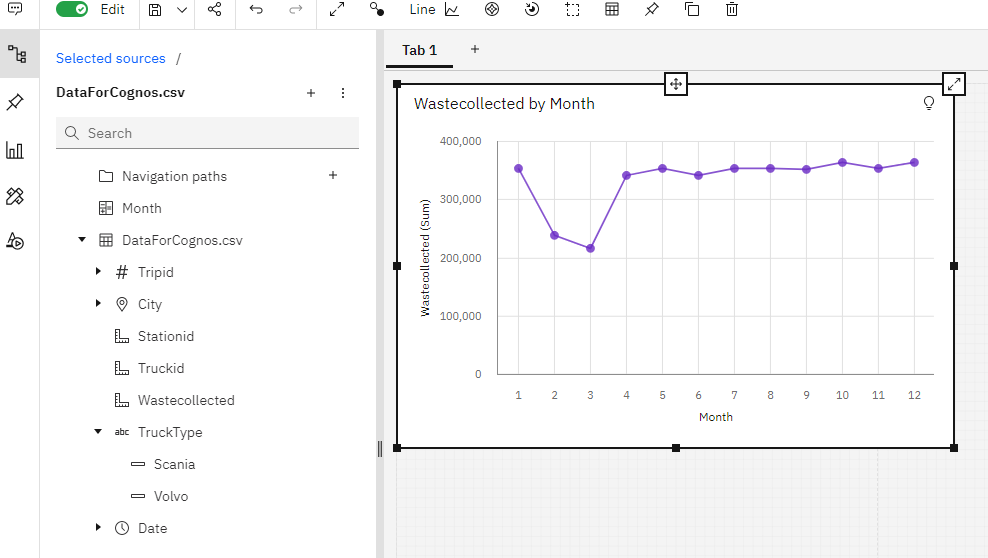 Edit
Line
Selected sources /
DataForCognos.csv
Search
Navigation paths
Month
DataForCognos.csv
# Tripid
City
Stationid
Truckid
Wastecollected
abc TruckType
Scania
Volvo
Date
Tab 1 +
Wastecollected by Month
400,000
300,000
200,000
100,000
0
Wastecollected (Sum)
1 2 3 4 5 6 7 8 9 10 11 12
Month